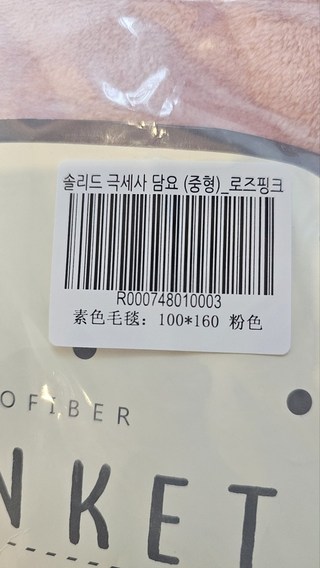 솔리드 극세사 담요 (중형)_로즈핑크
R000748010003
素色毛毯: 100*160 粉色
OFIBER
NKET